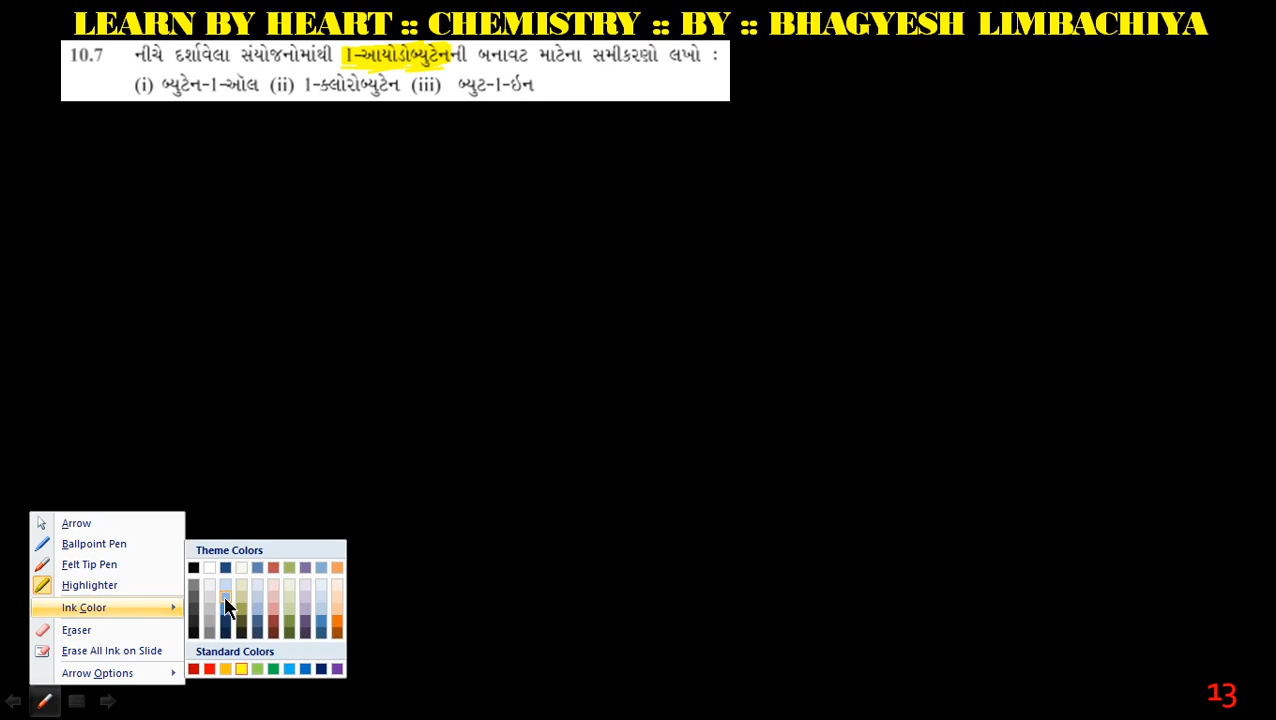 LEARN BY HEART :: CHEMISTRY :: BY :: BHAGYESH LIMBACHIYA
10.7 નીચે દર્શાવેલા સંયોજનોમાંથી 1-આયોડોબ્યુટેનની બનાવટ માટેના સમીકરણો લખો :
(i) બ્યુટેન-1-ઑલ (ii) 1-ક્લોરોબ્યુટેન (iii) બ્યુટ-1-ઇન
Arrow
Ballpoint Pen
Felt Tip Pen
Highlighter
Ink Color
Eraser
Erase All Ink on Slide
Arrow Options
Theme Colors
Standard Colors
13